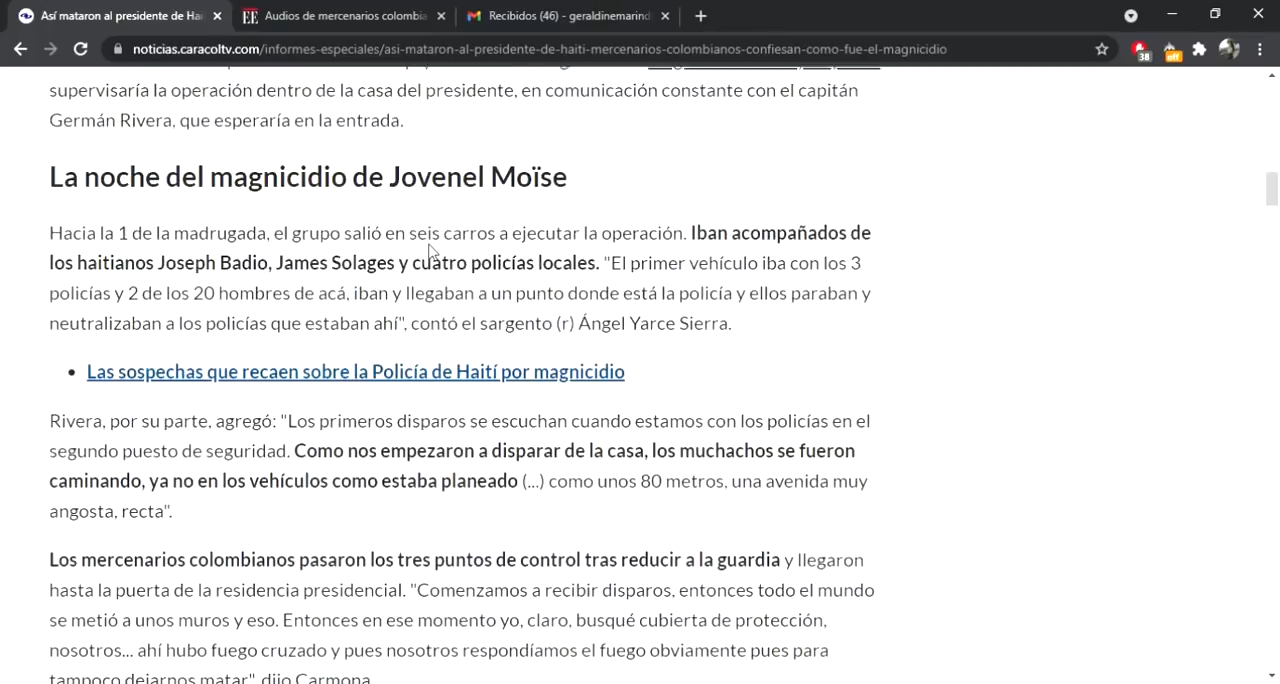 Así mataron al presidente de Hai
Audios de mercenarios colombia
Recibidos (46) - geraldinemarind
noticias.caracoltv.com/informes-especiales/asi-mataron-al-presidente-de-haiti-mercenarios-colombianos-confiesan-como-fue-el-magnicidio
38
off
supervisaría la operación dentro de la casa del presidente, en comunicación constante con el capitán
Germán Rivera, que esperaría en la entrada.
La noche del magnicidio de Jovenel Moïse
Hacia la 1 de la madrugada, el grupo salió en seis carros a ejecutar la operación. Iban acompañados de
los haitianos Joseph Badio, James Solages y cuatro policías locales. "El primer vehículo iba con los 3
policías y 2 de los 20 hombres de acá, iban y llegaban a un punto donde está la policía y ellos paraban y
neutralizaban a los policías que estaban ahí", contó el sargento (r) Ángel Yarce Sierra.
• Las sospechas que recaen sobre la Policía de Haití por magnicidio
Rivera, por su parte, agregó: "Los primeros disparos se escuchan cuando estamos con los policías en el
segundo puesto de seguridad. Como nos empezaron a disparar de la casa, los muchachos se fueron
caminando, ya no en los vehículos como estaba planeado (...) como unos 80 metros, una avenida muy
angosta, recta".
Los mercenarios colombianos pasaron los tres puntos de control tras reducir a la guardia y llegaron
hasta la puerta de la residencia presidencial. "Comenzamos a recibir disparos, entonces todo el mundo
se metió a unos muros y eso. Entonces en ese momento yo, claro, busqué cubierta de protección,
nosotros... ahí hubo fuego cruzado y pues nosotros respondíamos el fuego obviamente pues para
tampoco dejarnos matar", dijo Carmona.